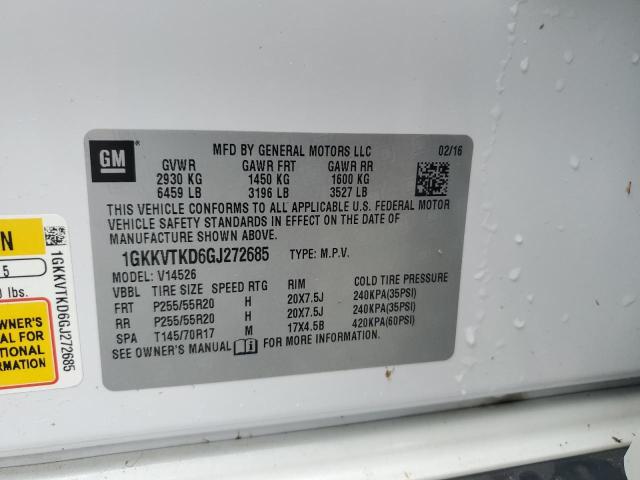 GM
MFD BY GENERAL MOTORS LLC 02/16
GVWR GAWR FRT GAWR RR
2930 KG 1450 KG 1600 KG
6459 LB 3196 LB 3527 LB
THIS VEHICLE CONFORMS TO ALL APPLICABLE U.S. FEDERAL MOTOR
VEHICLE SAFETY STANDARDS IN EFFECT ON THE DATE OF
MANUFACTURE SHOWN ABOVE.
1GKKVTKD6GJ272685 TYPE: M.P.V.
MODEL: V14526
VBBL TIRE SIZE SPEED RTG RIM COLD TIRE PRESSURE
FRT P255/55R20 H 20X7.5J 240KPA(35PSI)
RR P255/55R20 H 20X7.5J 240KPA(35PSI)
SPA T145/70R17 M 17X4.5B 420KPA(60PSI)
SEE OWNER'S MANUAL FOR MORE INFORMATION.
N
5
lbs.
OWNER'S
AL FOR
TIONAL
MATION
1GKKVTKD6GJ272685